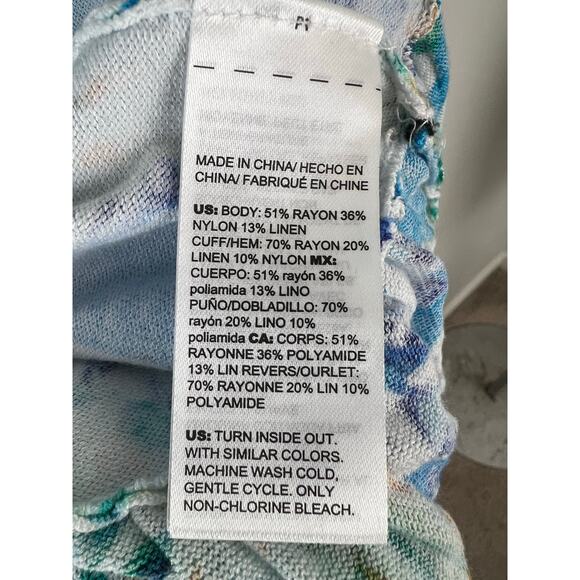 MADE IN CHINA/ HECHO EN
CHINA/ FABRIQUÉ EN CHINE
US: BODY: 51% RAYON 36%
NYLON 13% LINEN
CUFF/HEM: 70% RAYON 20%
LINEN 10% NYLON MX:
CUERPO: 51% rayón 36%
poliamida 13% LINO
PUÑO/DOBLADILLO: 70%
rayón 20% LINO 10%
poliamida CA: CORPS: 51%
RAYONNE 36% POLYAMIDE
13% LIN REVERS/OURLET:
70% RAYONNE 20% LIN 10%
POLYAMIDE
US: TURN INSIDE OUT.
WITH SIMILAR COLORS.
MACHINE WASH COLD,
GENTLE CYCLE. ONLY
NON-CHLORINE BLEACH.